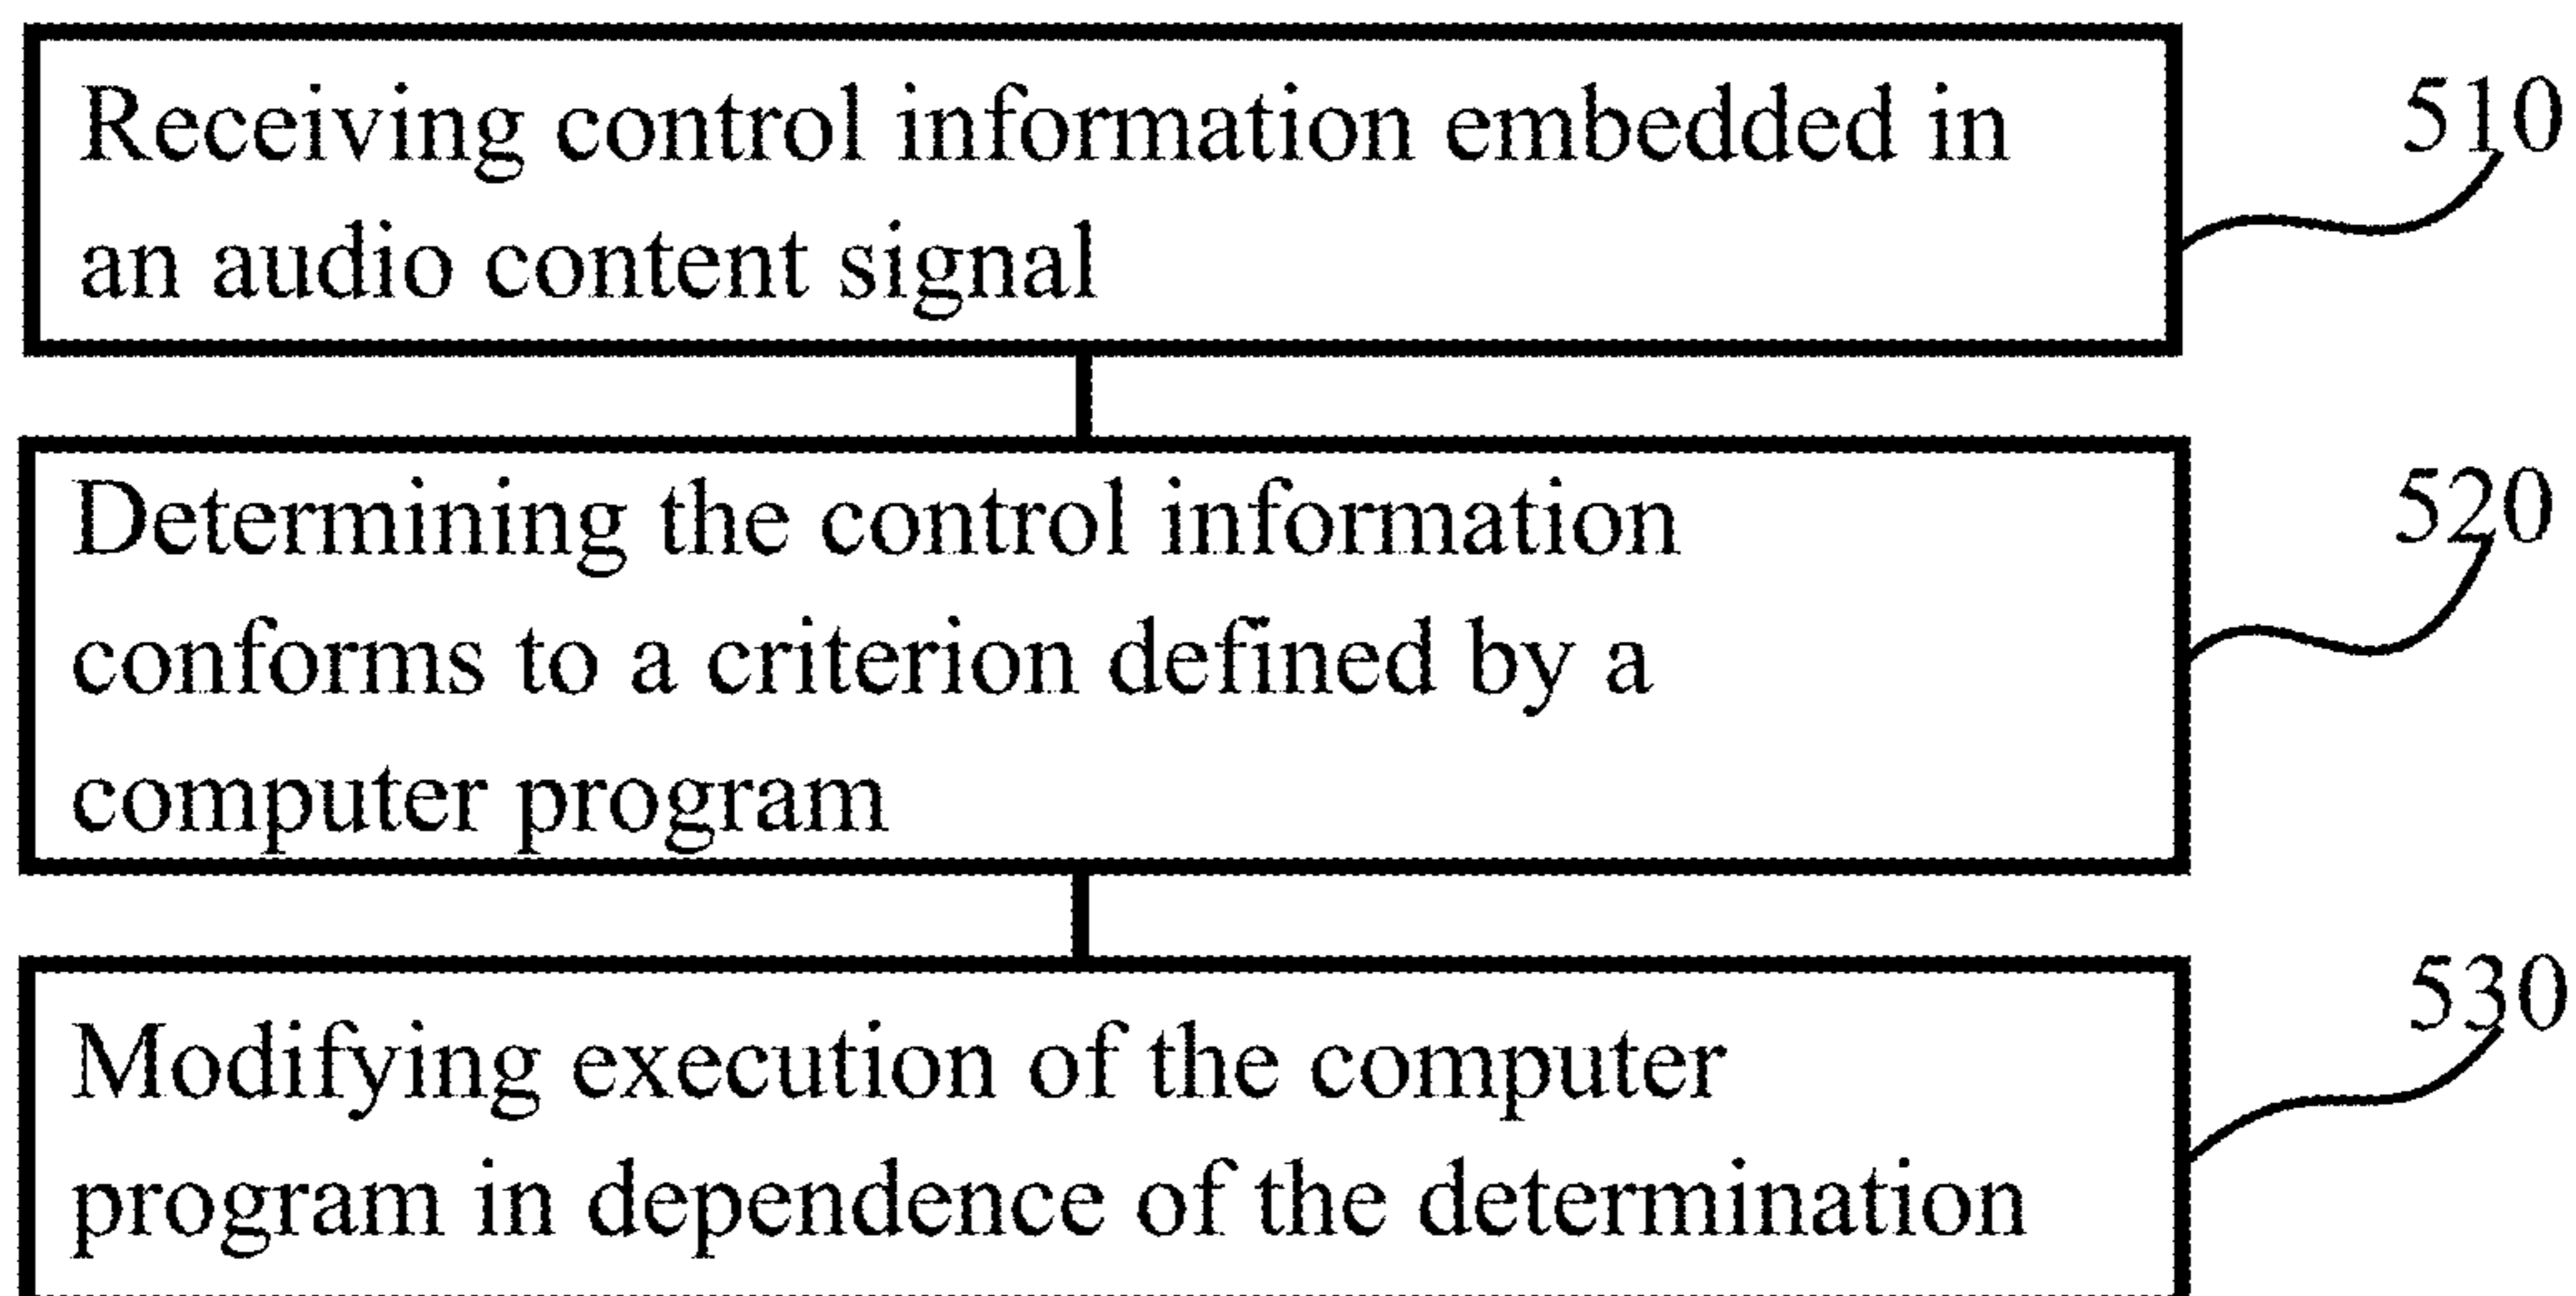 Receiving control information embedded in
an audio content signal
510
Determining the control information
conforms to a criterion defined by a
computer program
520
Modifying execution of the computer
program in dependence of the determination
530